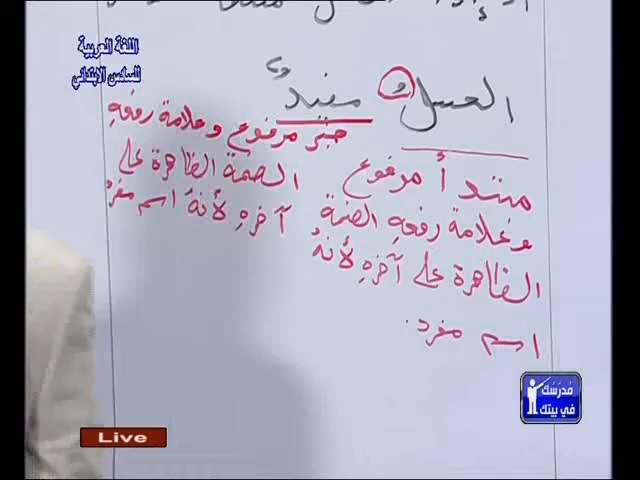 اللغة العربية
للسادس الابتدائي
العسلُ مفيدٌ
مبتدأ مرفوع
وعلامة رفعهِ الضمة
الظاهرة على آخرهِ لأنهُ
اسم مفرد.
خبر مرفوع وعلامة رفعهِ
الضمة الظاهرة على
آخرهِ لأنهُ اسم مفرد
مُدَرّسُك
في بيتك
Live